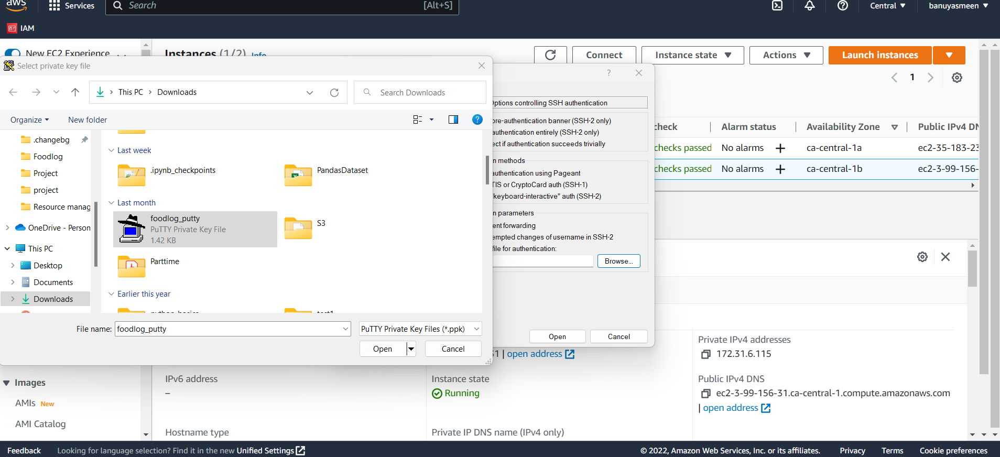 aws
Services
Search
[Alt+S]
Central
banuyasmeen
IAM
New EC2 Experience
Instances (1/2) Info
Connect
Instance state
Actions
Launch instances
1
Select private key file
This PC
Downloads
Search Downloads
Organize
New folder
.changebg
Foodlog
Project
project
Resource manag
OneDrive - Person
This PC
Desktop
Documents
Downloads
Last week
.ipynb_checkpoints
PandasDataset
Last month
foodlog_putty
PuTTY Private Key File
1.42 KB
S3
Parttime
Earlier this year
File name:
foodlog_putty
PuTTY Private Key Files (*.ppk)
Open
Cancel
?
Options controlling SSH authentication
pre-authentication banner (SSH-2 only)
authentication entirely (SSH-2 only)
ect if authentication succeeds trivially
n methods
authentication using Pageant
TIS or CryptoCard auth (SSH-1)
"keyboard-interactive" auth (SSH-2)
n parameters
ent forwarding
empted changes of username in SSH-2
file for authentication:
Browse...
Open
Cancel
check
Alarm status
Availability Zone
Public IPv4 DN
checks passed
No alarms
ca-central-1a
ec2-35-183-23
checks passed
No alarms
ca-central-1b
ec2-3-99-156-
| open address
Private IPv4 addresses
172.31.6.115
IPv6 address
–
Instance state
Running
Public IPv4 DNS
ec2-3-99-156-31.ca-central-1.compute.amazonaws.com
| open address
Hostname type
Private IP DNS name (IPv4 only)
Images
AMIs New
AMI Catalog
Feedback
Looking for language selection? Find it in the new Unified Settings
© 2022, Amazon Web Services, Inc. or its affiliates.
Privacy
Terms
Cookie preferences